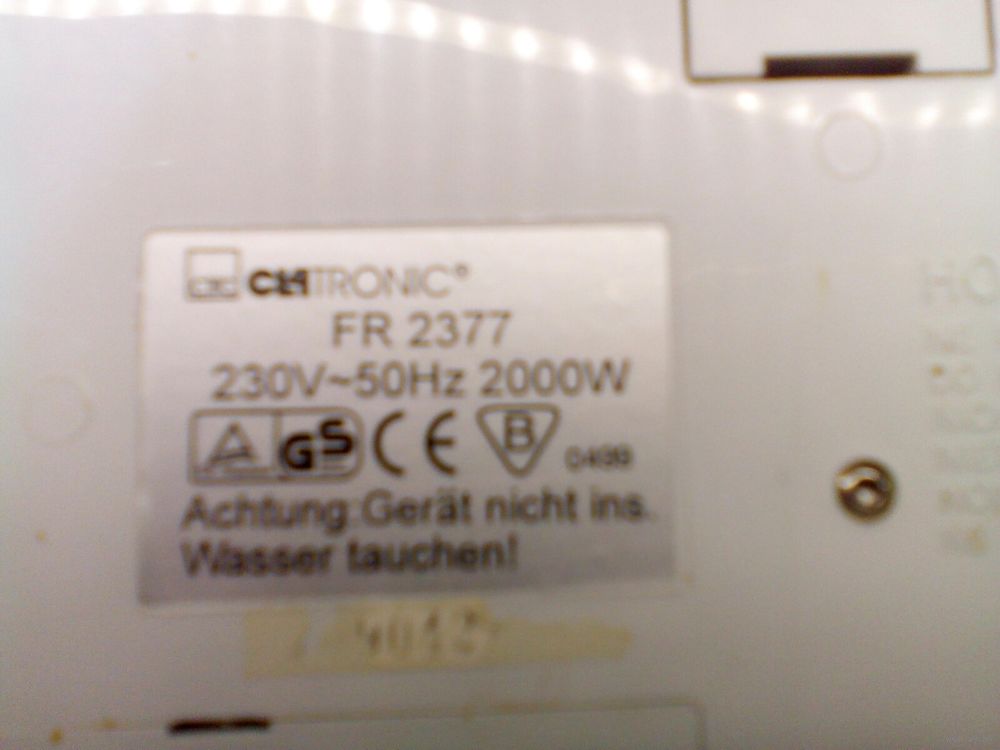 CLATRONIC®
FR 2377
230V~50Hz 2000W
GS CE B 0499
Achtung:Gerät nicht ins.
Wasser tauchen!